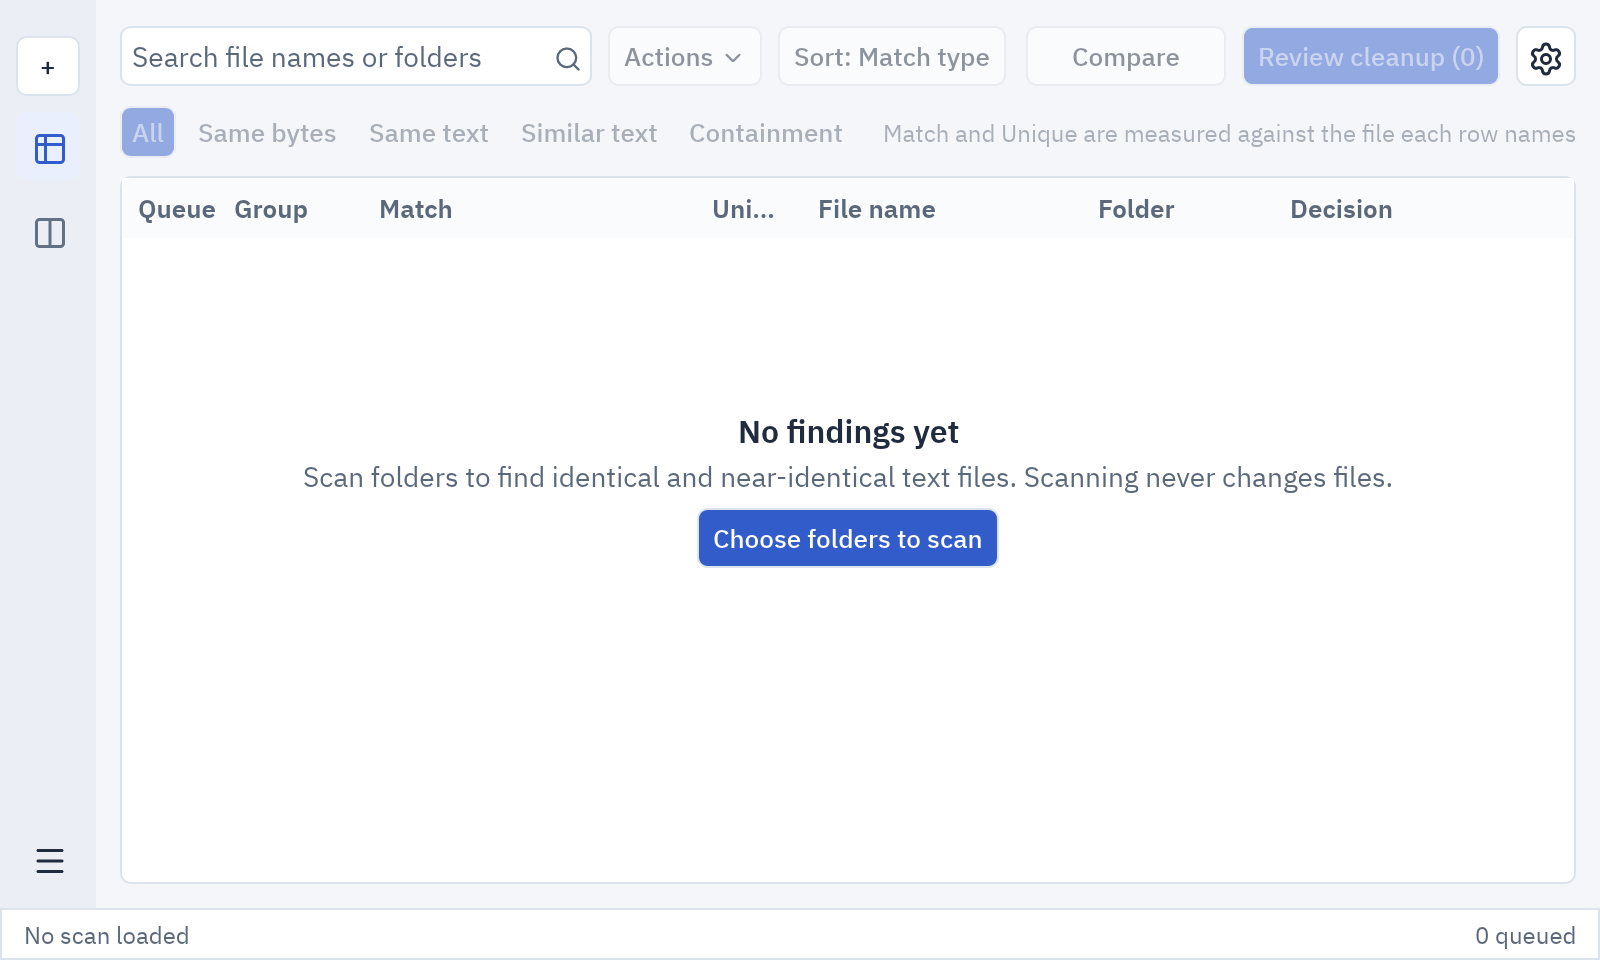 +
Search file names or folders
Actions
Sort: Match type
Compare
Review cleanup (0)
All
Same bytes
Same text
Similar text
Containment
Match and Unique are measured against the file each row names
Queue Group Match Uni... File name Folder Decision
No findings yet
Scan folders to find identical and near-identical text files. Scanning never changes files.
Choose folders to scan
No scan loaded
0 queued